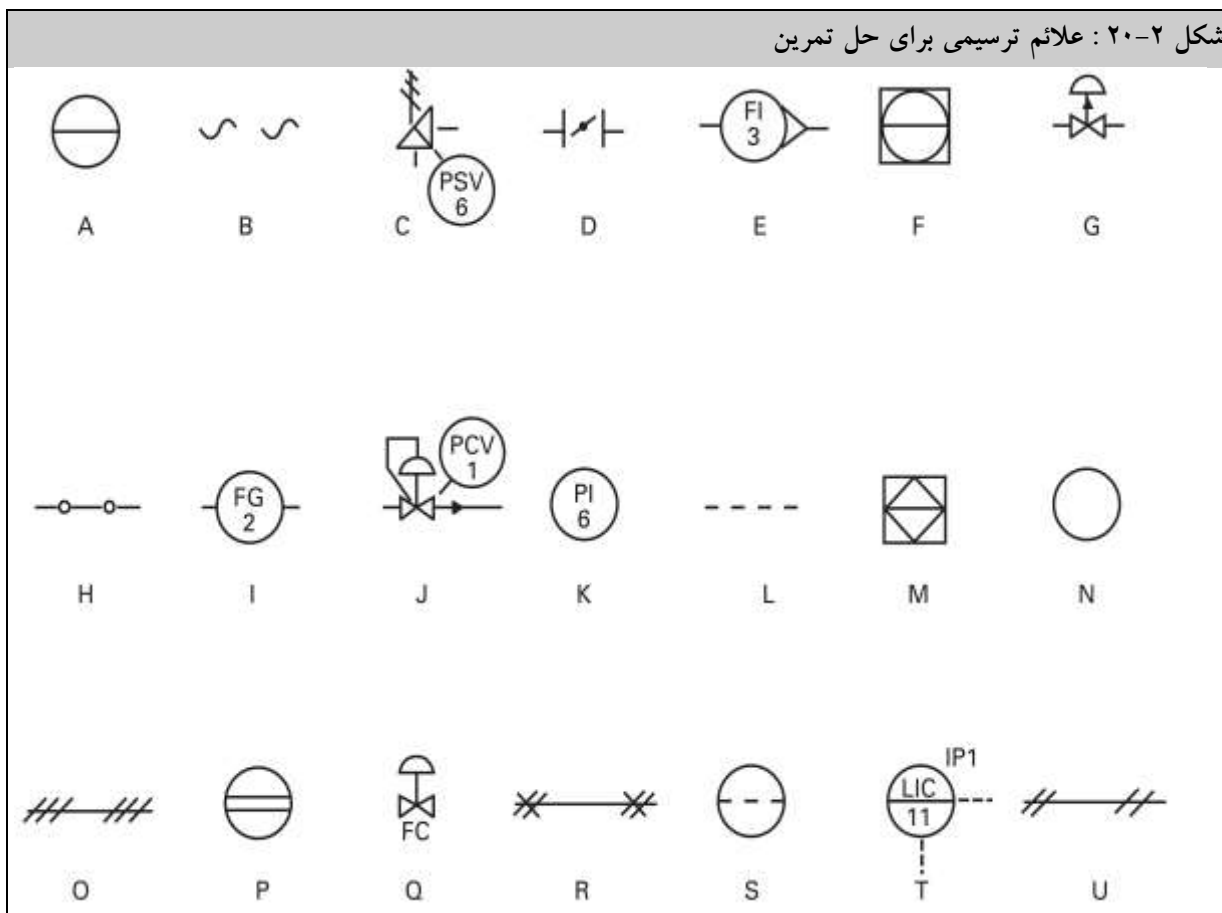 شکل ۲-۲۰ : علائم ترسیمی برای حل تمرین
PSV
6
FI
3
A B C D E F G
PCV
1
FG
2
PI
6
H I J K L M N
IP1
LIC
11
FC
O P Q R S T U